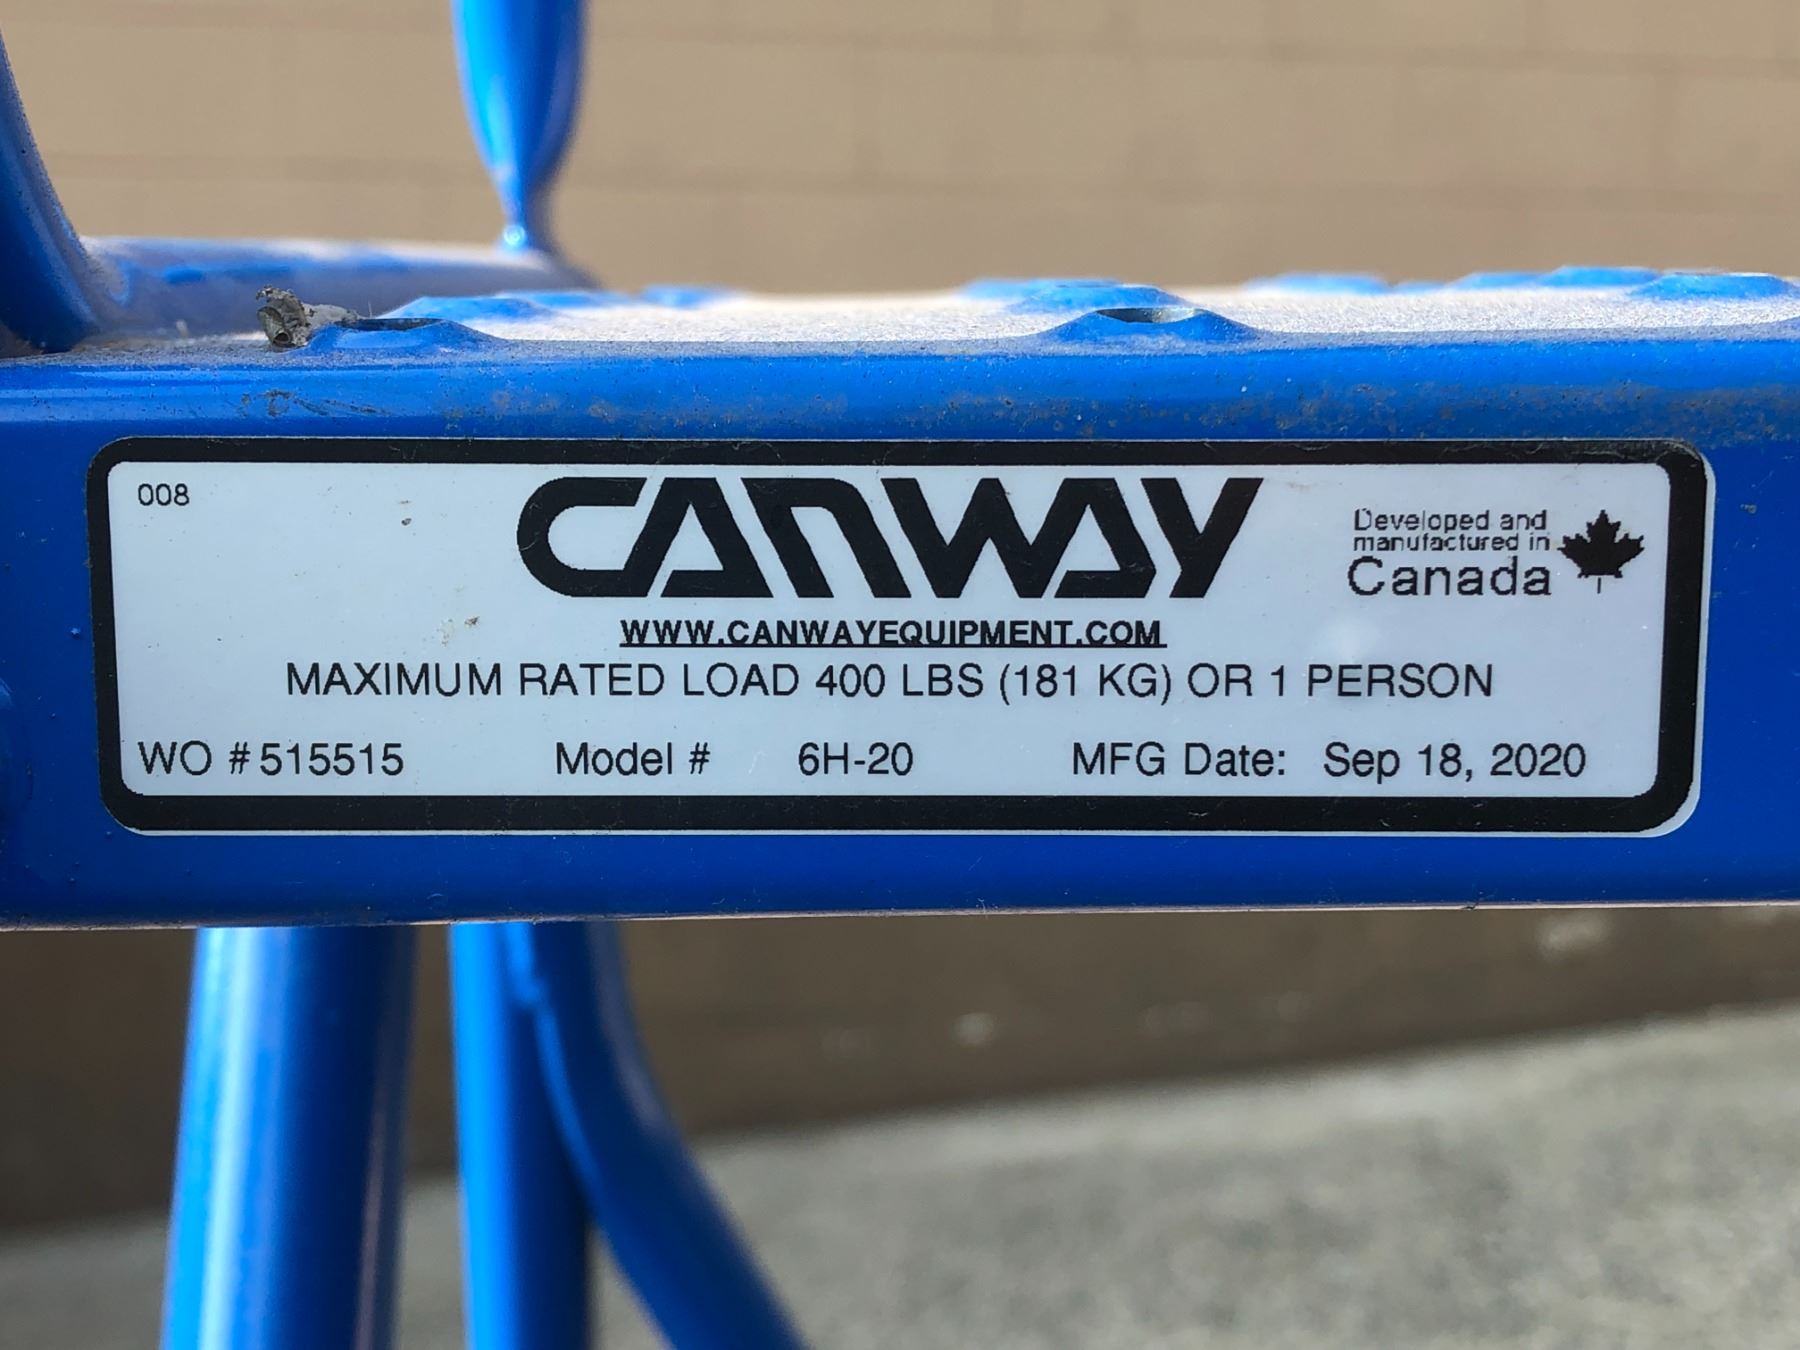 008
CANWAY
Developed and
manufactured in
Canada
WWW.CANWAYEQUIPMENT.COM
MAXIMUM RATED LOAD 400 LBS (181 KG) OR 1 PERSON
WO #515515 Model # 6H-20 MFG Date: Sep 18, 2020